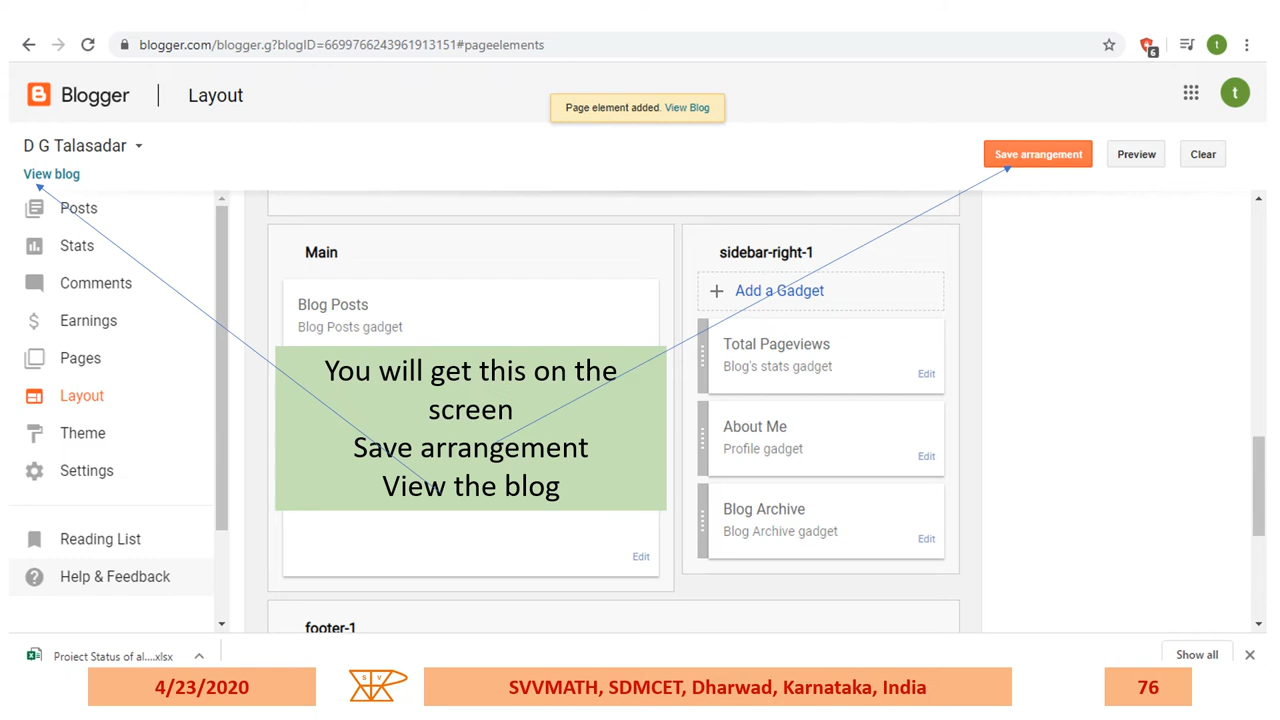 blogger.com/blogger.g?blogID=6699766243961913151#pageelements
6
t
Blogger
Layout
Page element added. View Blog
t
D G Talasadar
Save arrangement
Preview
Clear
View blog
Posts
Stats
Comments
Earnings
Pages
Layout
Theme
Settings
Reading List
Help & Feedback
Main
Blog Posts
Blog Posts gadget
You will get this on the
screen
Save arrangement
View the blog
Edit
sidebar-right-1
+ Add a Gadget
Total Pageviews
Blog's stats gadget
Edit
About Me
Profile gadget
Edit
Blog Archive
Blog Archive gadget
Edit
footer-1
Project Status of al....xlsx
Show all
4/23/2020
S V
SVVMATH, SDMCET, Dharwad, Karnataka, India
76